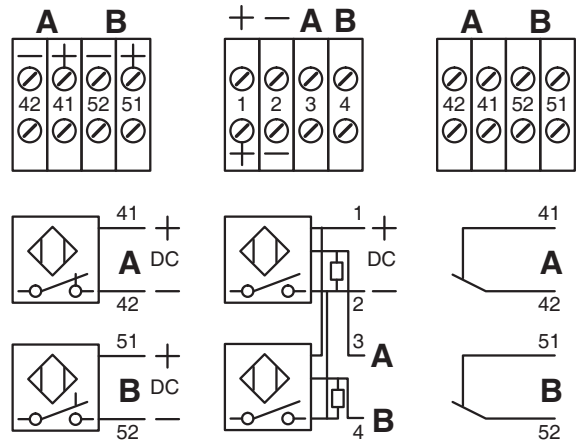 A B
+ − A B
A B
− + − +
42 41 52 51
1 2 3 4
+ −
42 41 52 51
41 +
A DC
42 −
1 +
DC
2 −
41
A
42
51 +
B DC
52 −
3 A
4 B
51
B
52